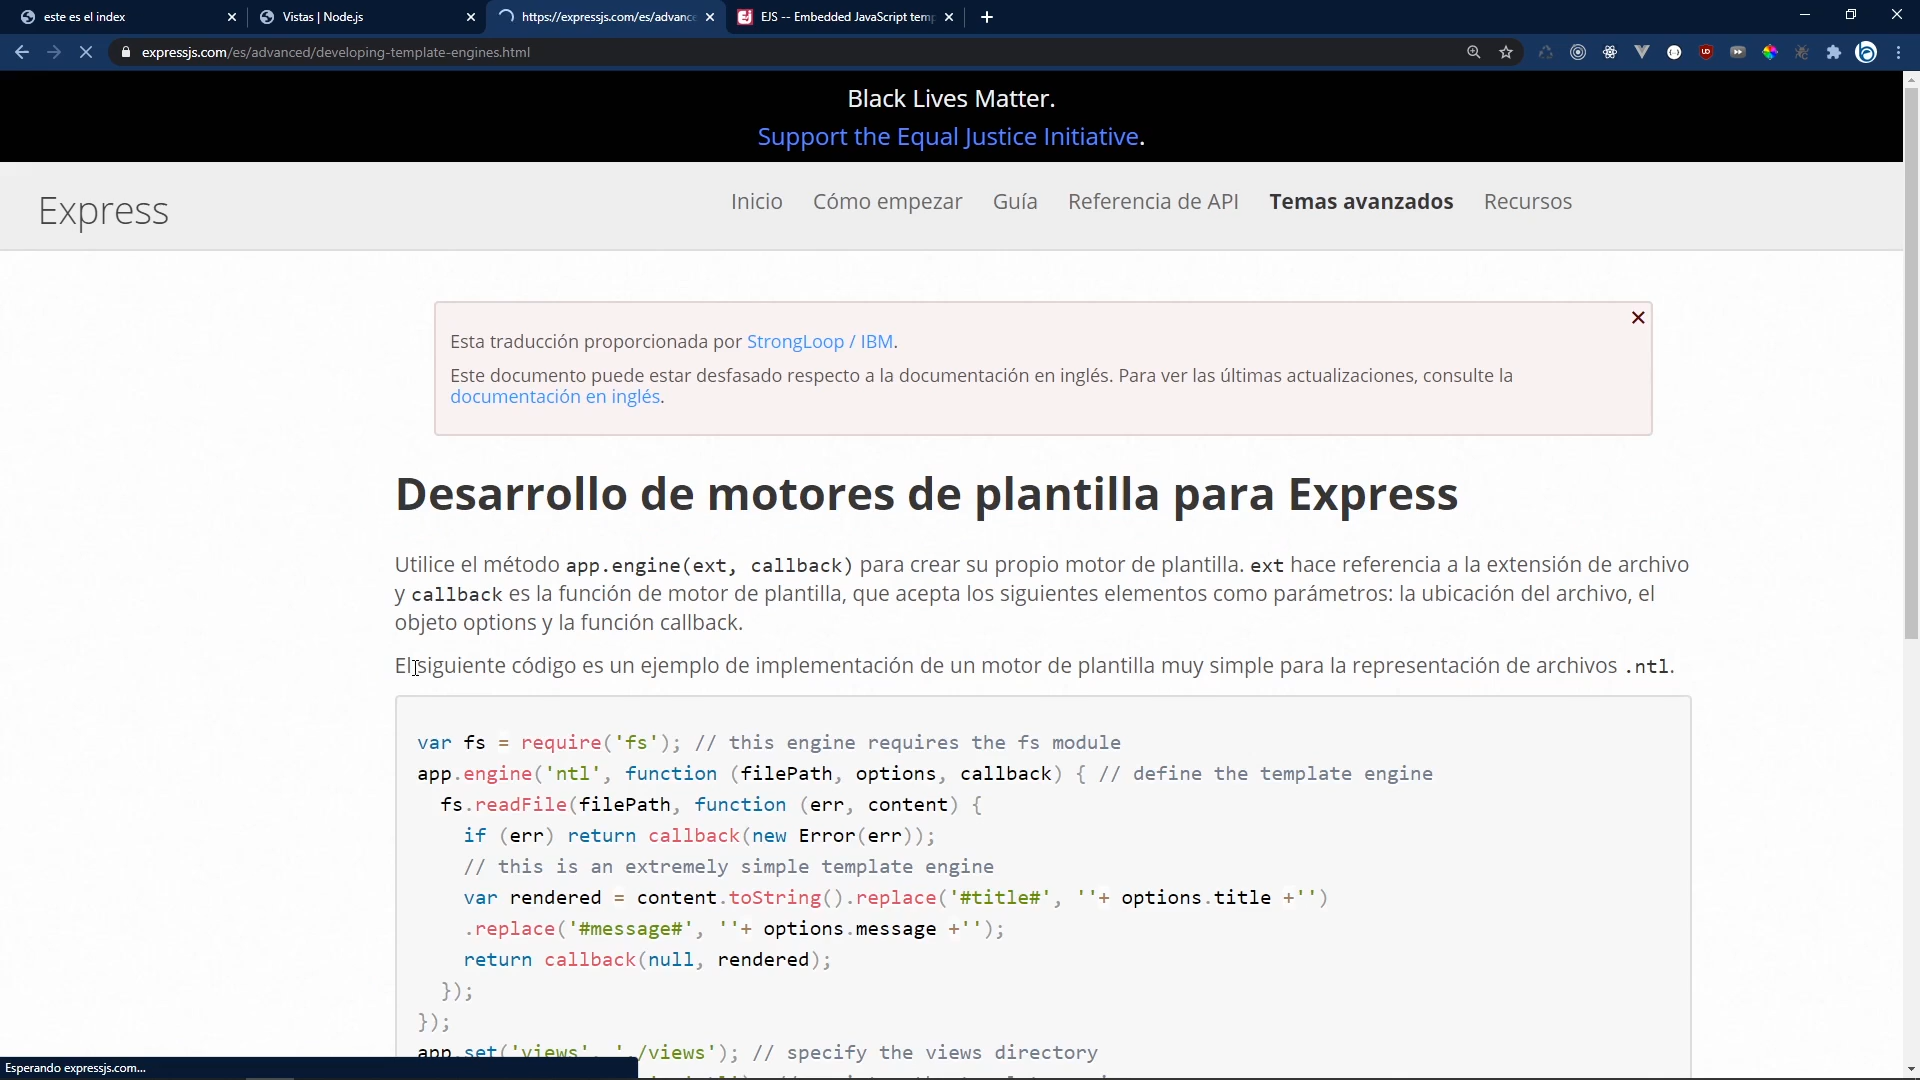 este es el index
Vistas | Node.js
https://expressjs.com/es/advance
EJS -- Embedded JavaScript temp
expressjs.com/es/advanced/developing-template-engines.html
Black Lives Matter.
Support the Equal Justice Initiative.
Express
Inicio
Cómo empezar
Guía
Referencia de API
Temas avanzados
Recursos
Esta traducción proporcionada por StrongLoop / IBM.
Este documento puede estar desfasado respecto a la documentación en inglés. Para ver las últimas actualizaciones, consulte la
documentación en inglés.
Desarrollo de motores de plantilla para Express
Utilice el método app.engine(ext, callback) para crear su propio motor de plantilla. ext hace referencia a la extensión de archivo
y callback es la función de motor de plantilla, que acepta los siguientes elementos como parámetros: la ubicación del archivo, el
objeto options y la función callback.
El siguiente código es un ejemplo de implementación de un motor de plantilla muy simple para la representación de archivos .ntl.
var fs = require('fs'); // this engine requires the fs module
app.engine('ntl', function (filePath, options, callback) { // define the template engine
fs.readFile(filePath, function (err, content) {
if (err) return callback(new Error(err));
// this is an extremely simple template engine
var rendered = content.toString().replace('#title#', ''+ options.title +'')
.replace('#message#', ''+ options.message +'');
return callback(null, rendered);
});
});
app.set('views', './views'); // specify the views directory
Esperando expressjs.com...